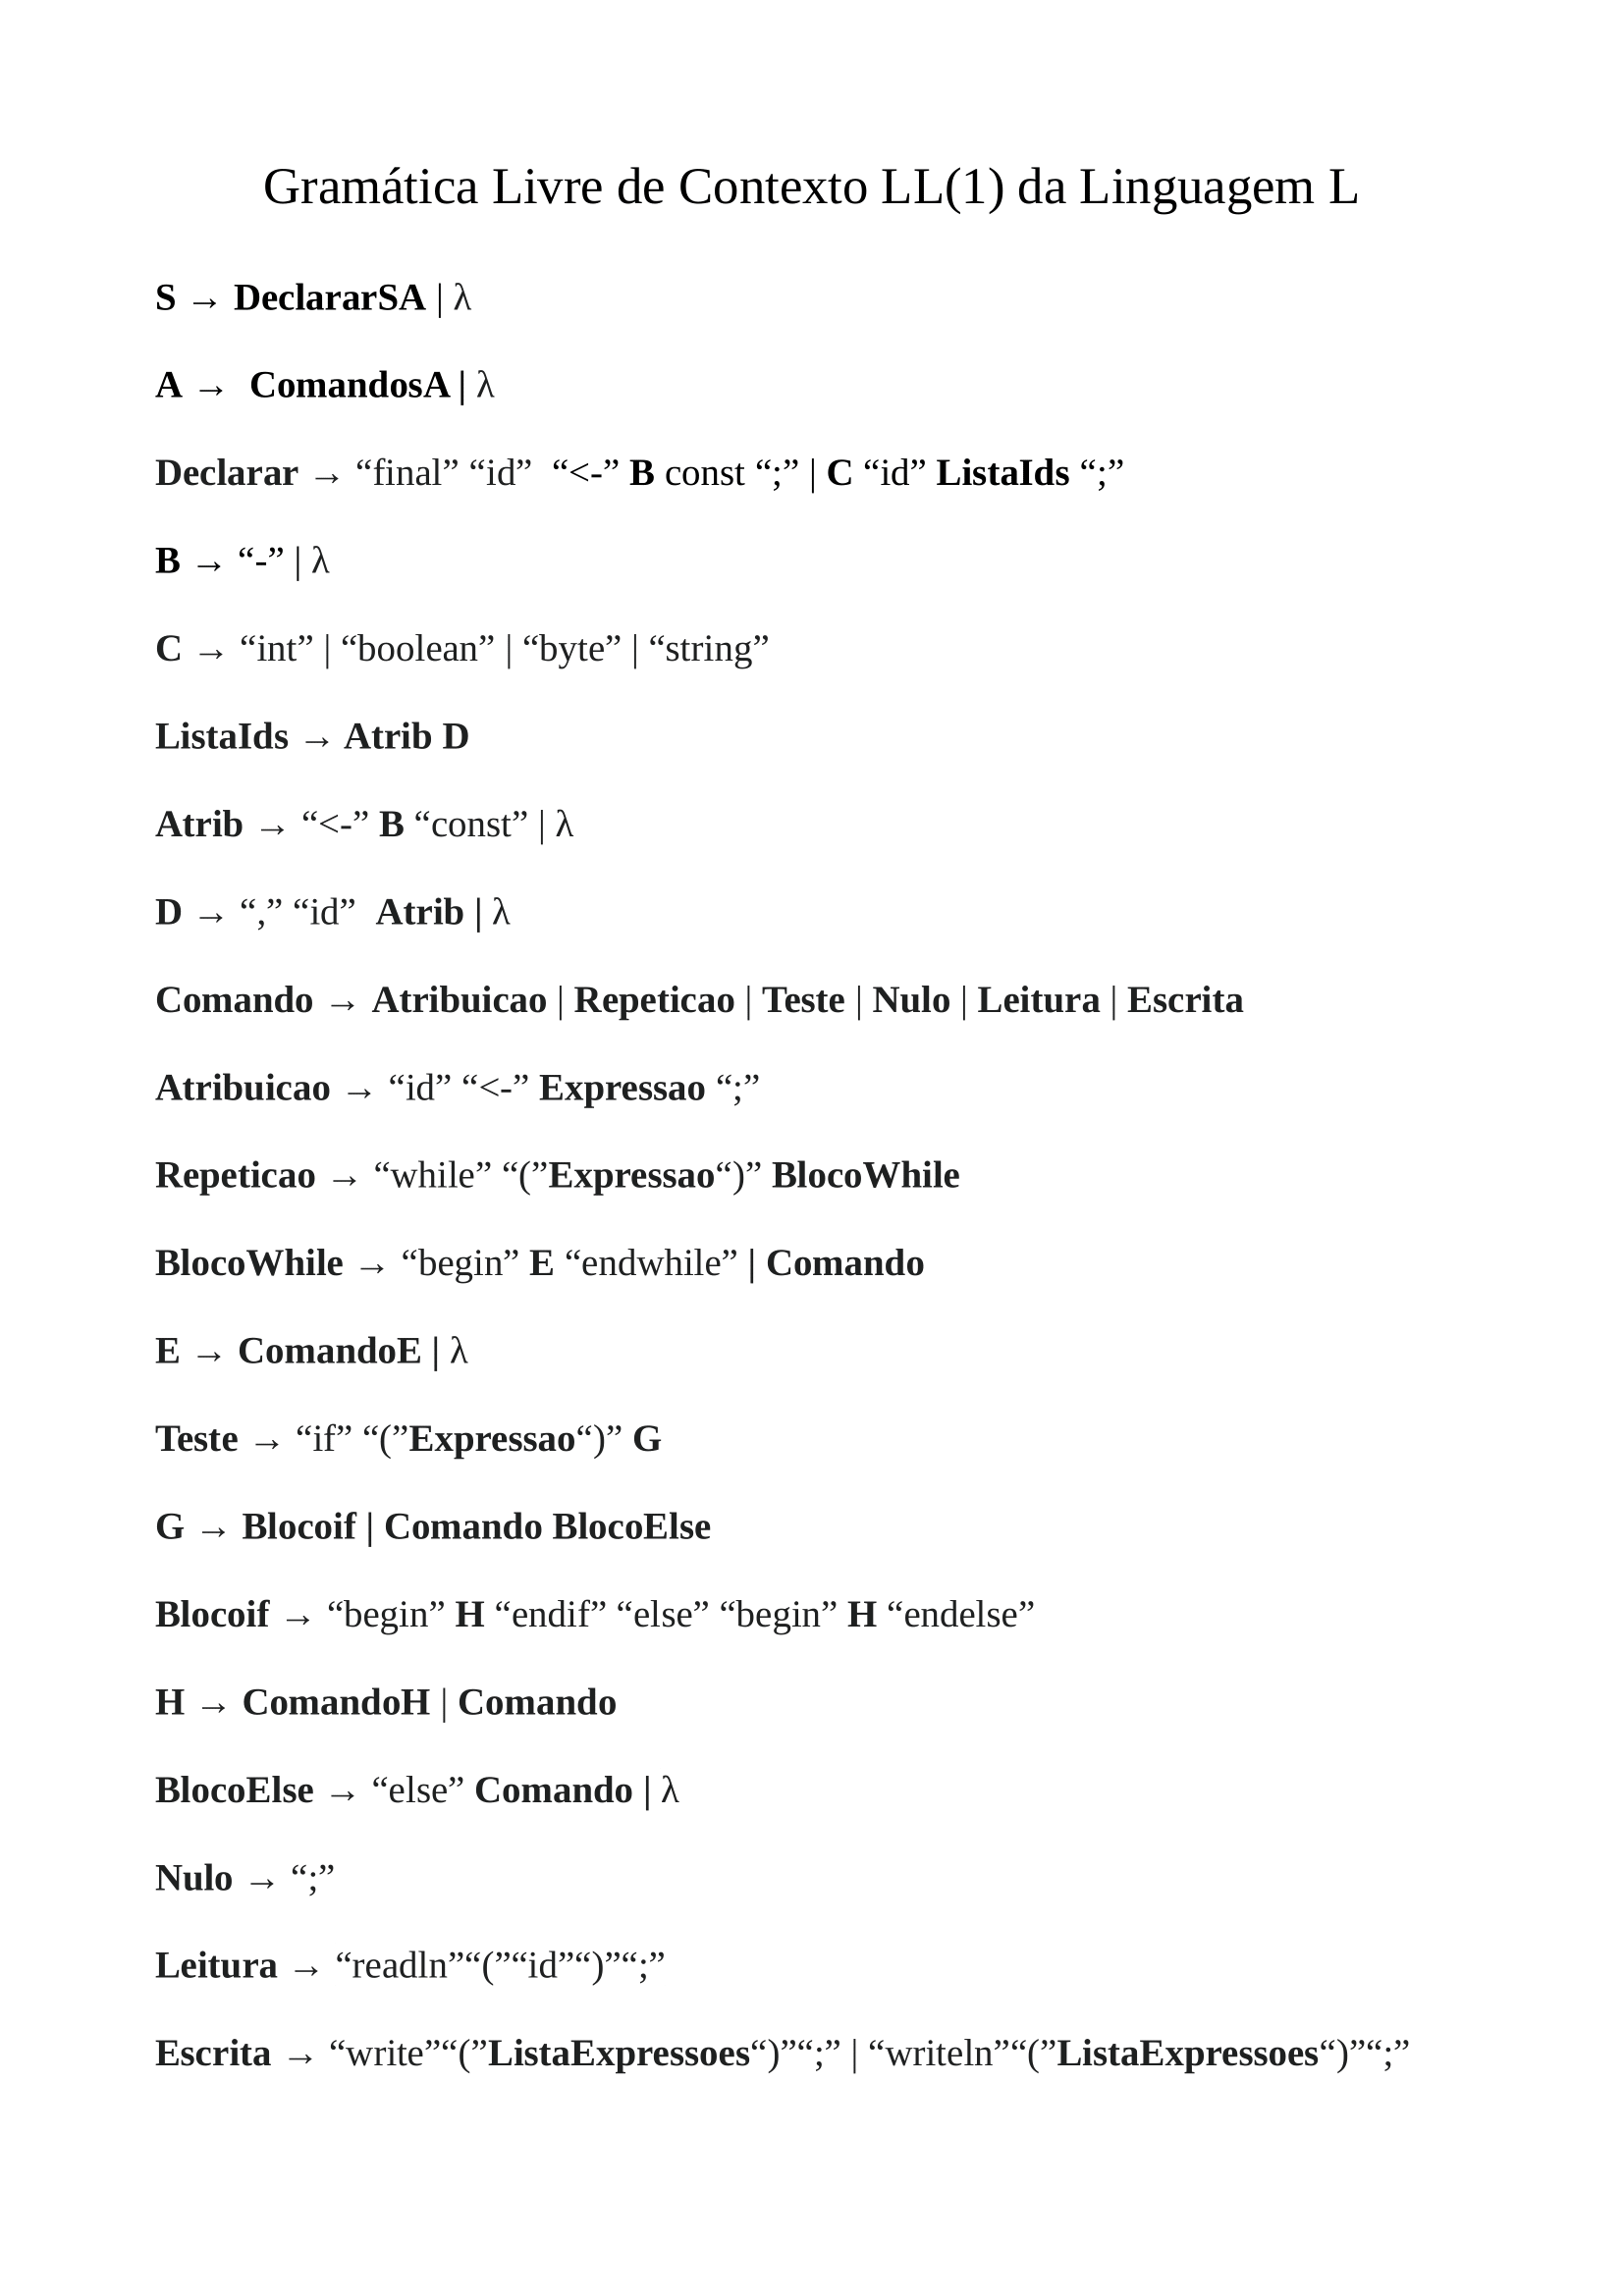 Gramática Livre de Contexto LL(1) da Linguagem L
S → DeclararSA | λ
A → ComandosA | λ
Declarar → “final” “id” “<-” B const “;” | C “id” ListaIds “;”
B → “-” | λ
C → “int” | “boolean” | “byte” | “string”
ListaIds → Atrib D
Atrib → “<-” B “const” | λ
D → “,” “id” Atrib | λ
Comando → Atribuicao | Repeticao | Teste | Nulo | Leitura | Escrita
Atribuicao → “id” “<-” Expressao “;”
Repeticao → “while” “(”Expressao“)” BlocoWhile
BlocoWhile → “begin” E “endwhile” | Comando
E → ComandoE | λ
Teste → “if” “(”Expressao“)” G
G → Blocoif | Comando BlocoElse
Blocoif → “begin” H “endif” “else” “begin” H “endelse”
H → ComandoH | Comando
BlocoElse → “else” Comando | λ
Nulo → “;”
Leitura → “readln”“(”“id”“)”“;”
Escrita → “write”“(”ListaExpressoes“)”“;” | “writeln”“(”ListaExpressoes“)”“;”